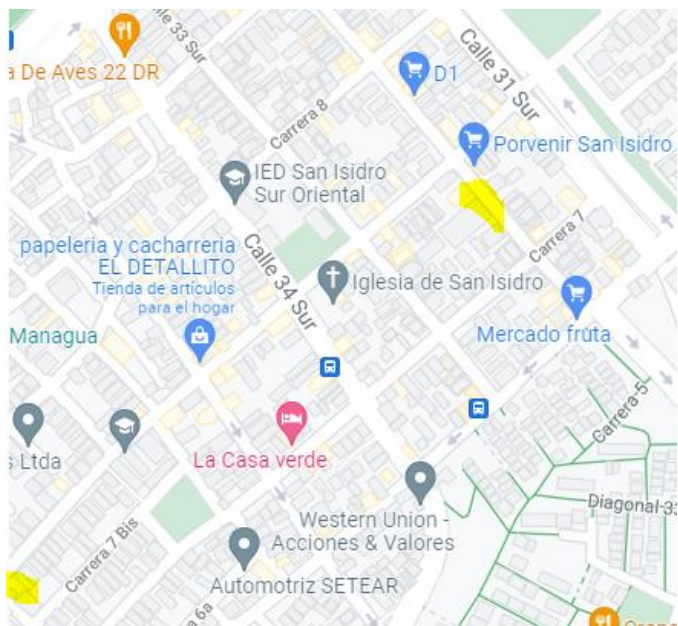 Calle 33 Sur
a De Aves 22 DR
D1
Calle 31 Sur
Carrera 8
Porvenir San Isidro
IED San Isidro
Sur Oriental
Carrera 7
papeleria y cacharreria
EL DETALLITO
Tienda de artículos
para el hogar
Calle 34 Sur
Iglesia de San Isidro
Managua
Mercado fruta
Carrera 5
s Ltda
La Casa verde
Western Union -
Acciones & Valores
Diagonal 33
Carrera 7 Bis
Automotriz SETEAR
a 6a